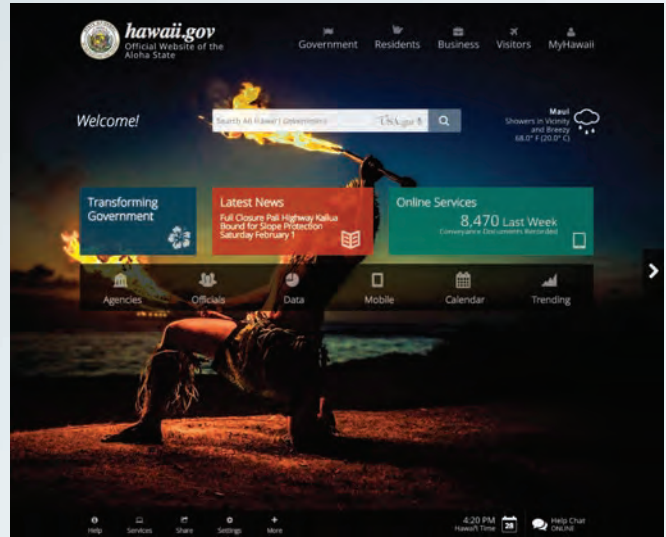 hawaii.gov
Official Website of the
Aloha State
Government
Residents
Business
Visitors
MyHawaii
Welcome!
Search All Hawaii Government
USA.gov
Maui
Showers in Vicinity
and Breezy
68.0° F (20.0° C)
Transforming
Government
Latest News
Full Closure Pali Highway Kailua
Bound for Slope Protection
Saturday February 1
Online Services
8,470 Last Week
Conveyance Documents Recorded
Agencies
Officials
Data
Mobile
Calendar
Trending
Help
Services
Share
Settings
More
4:20 PM
Hawai'i Time
28
Help Chat
ONLINE